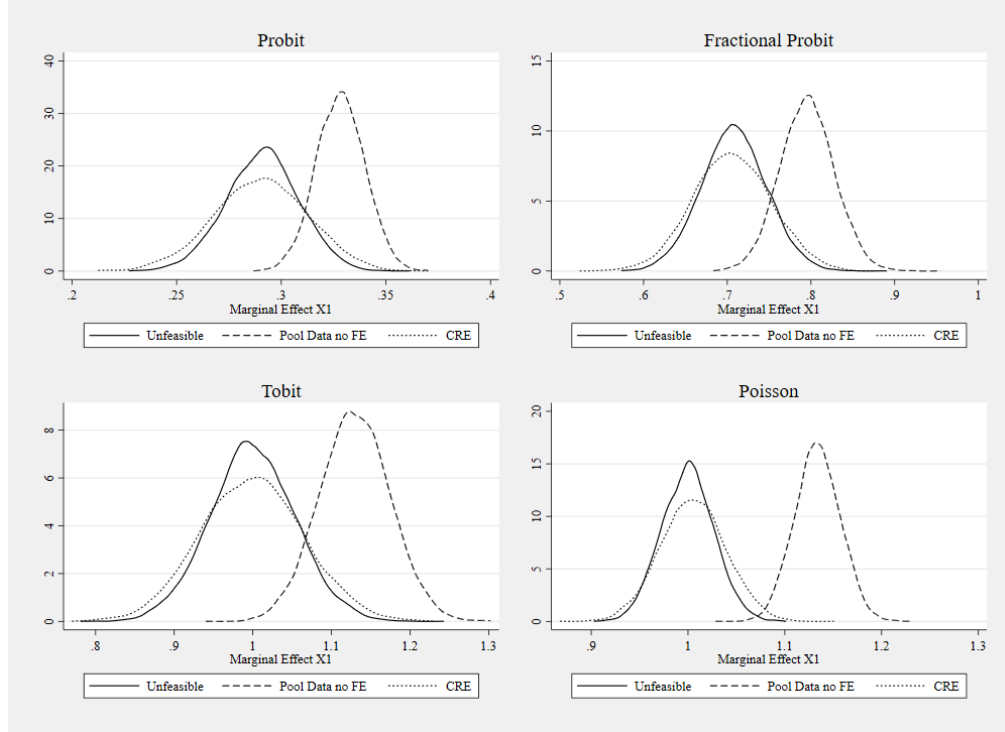 Probit
40
30
20
10
0
.2 .25 .3 .35 .4
Marginal Effect X1
Unfeasible Pool Data no FE CRE
Fractional Probit
15
10
5
0
.5 .6 .7 .8 .9 1
Marginal Effect X1
Unfeasible Pool Data no FE CRE
Tobit
8
6
4
2
0
.8 .9 1 1.1 1.2 1.3
Marginal Effect X1
Unfeasible Pool Data no FE CRE
Poisson
20
15
10
5
0
.9 1 1.1 1.2 1.3
Marginal Effect X1
Unfeasible Pool Data no FE CRE